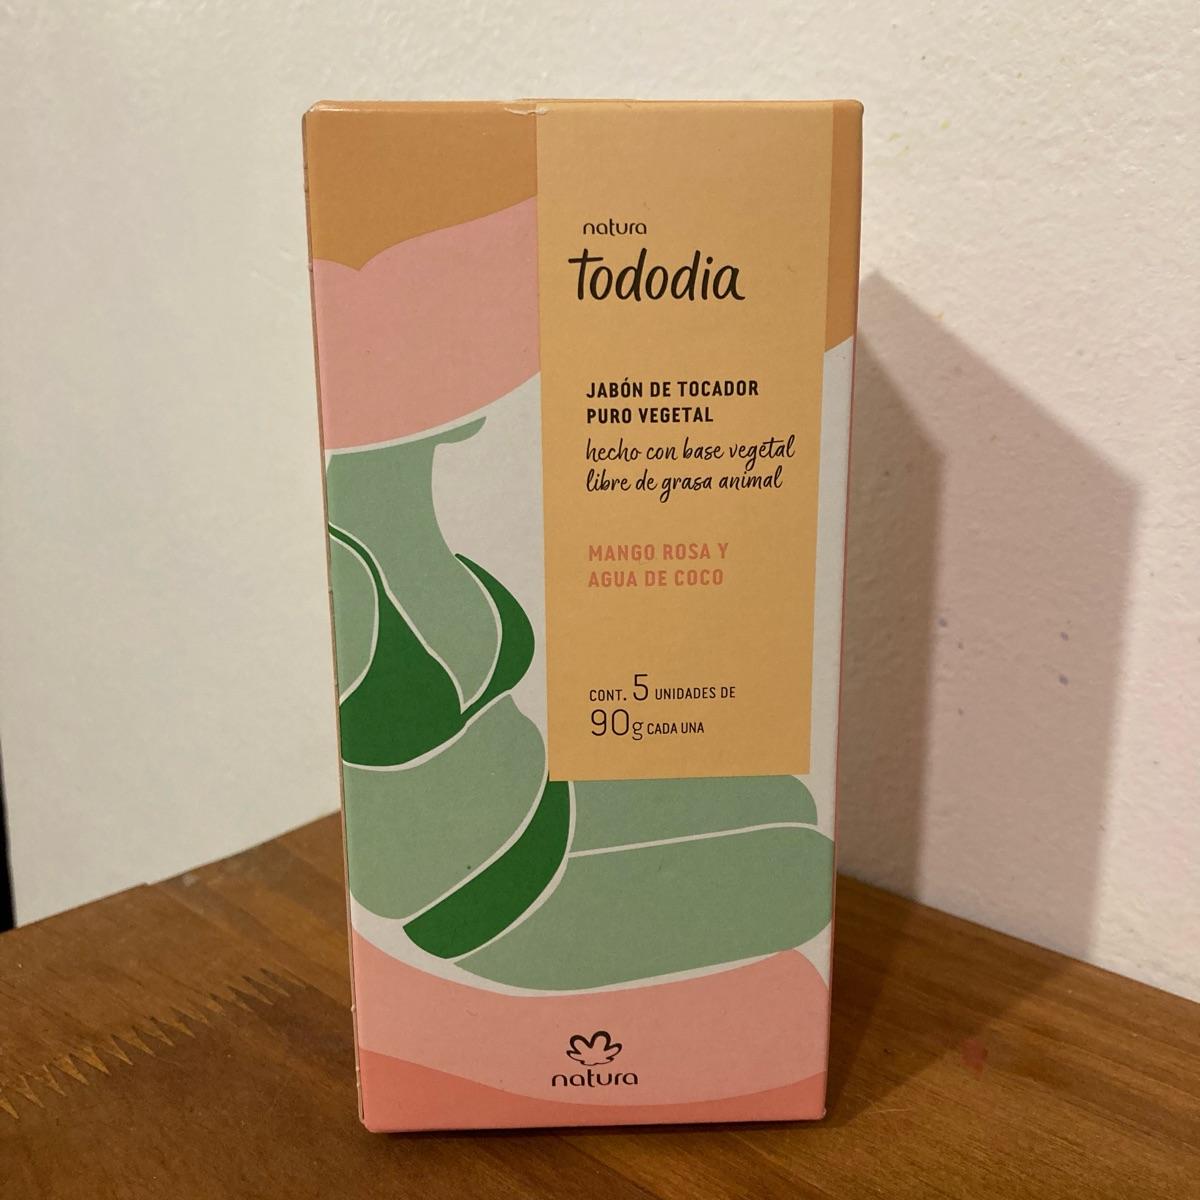 natura
tododia
JABÓN DE TOCADOR
PURO VEGETAL
hecho con base vegetal
libre de grasa animal
MANGO ROSA Y
AGUA DE COCO
CONT. 5 UNIDADES DE
90g CADA UNA
natura